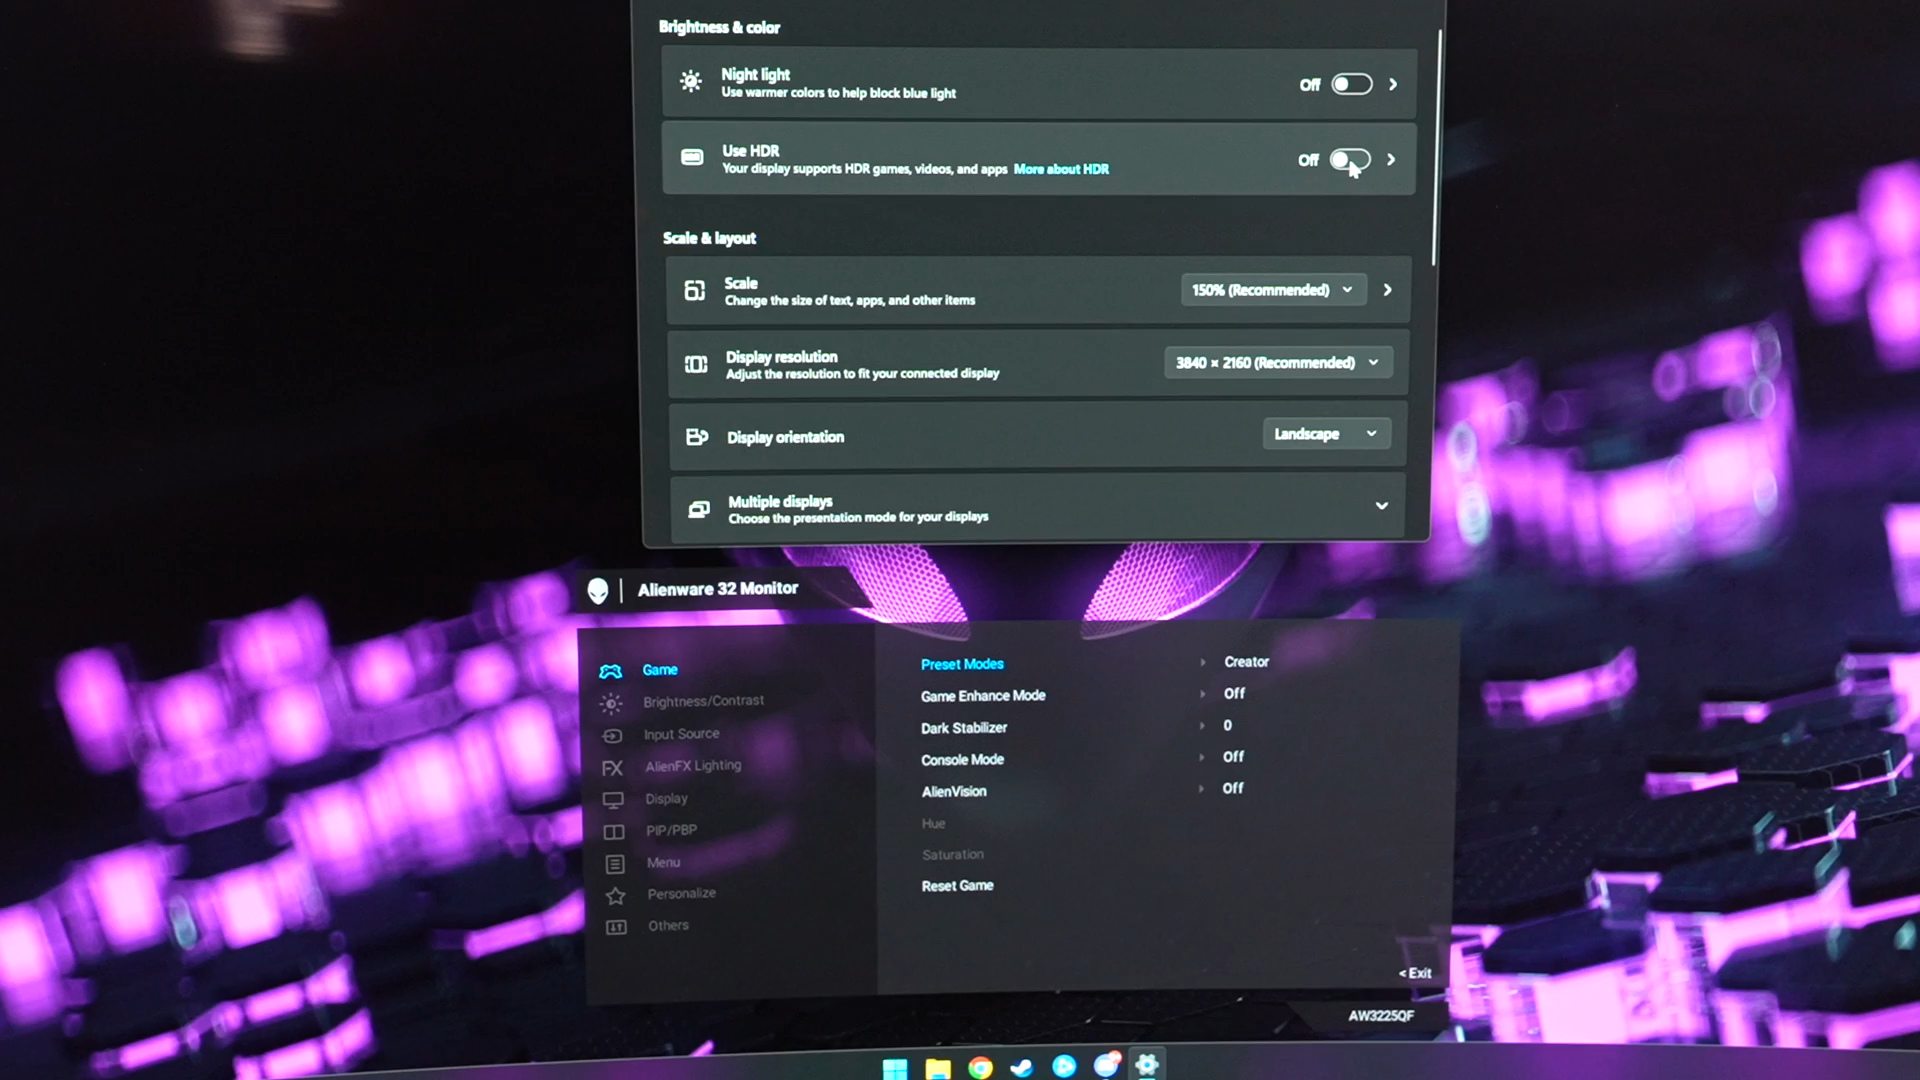 Brightness & color
Night light
Use warmer colors to help block blue light
Off
Use HDR
Your display supports HDR games, videos, and apps More about HDR
Off
Scale & layout
Scale
Change the size of text, apps, and other items
150% (Recommended)
Display resolution
Adjust the resolution to fit your connected display
3840 × 2160 (Recommended)
Display orientation
Landscape
Multiple displays
Choose the presentation mode for your displays
Alienware 32 Monitor
Game
Brightness/Contrast
Input Source
FX AlienFX Lighting
Display
PIP/PBP
Menu
Personalize
Others
Preset Modes Creator
Game Enhance Mode Off
Dark Stabilizer 0
Console Mode Off
AlienVision Off
Hue
Saturation
Reset Game
< Exit
AW3225QF